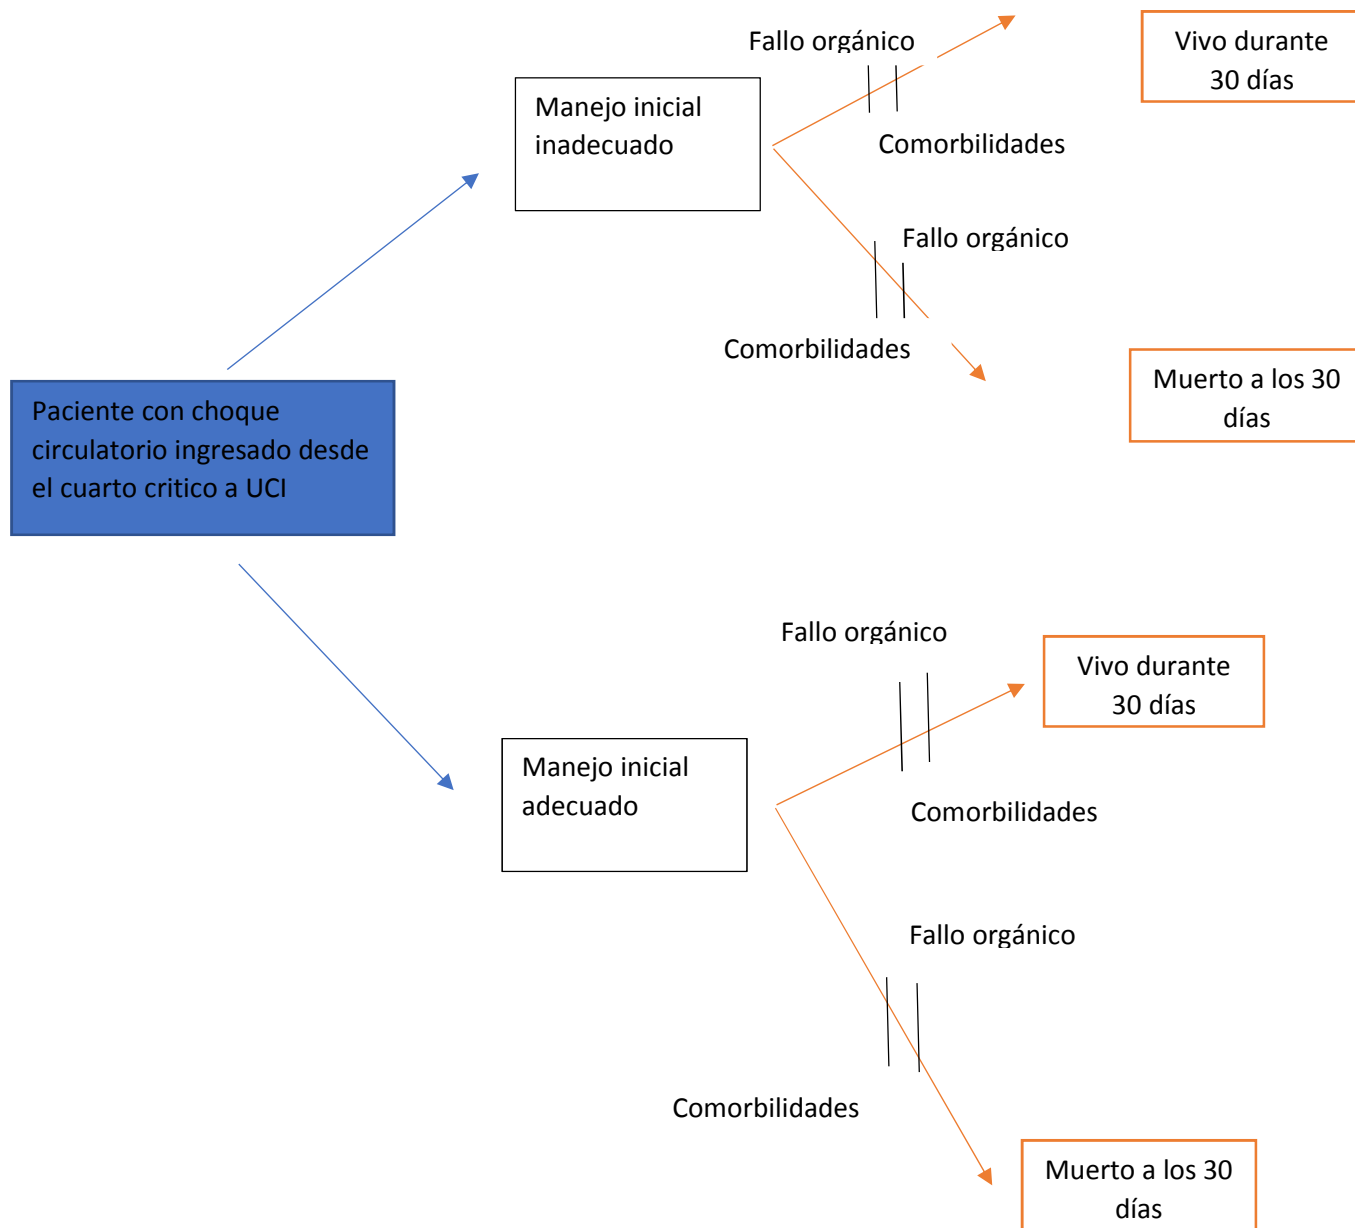 Fallo orgánico
Vivo durante
30 días
Manejo inicial
inadecuado
Comorbilidades
Fallo orgánico
Comorbilidades
Muerto a los 30
días
Paciente con choque
circulatorio ingresado desde
el cuarto critico a UCI
Fallo orgánico
Vivo durante
30 días
Manejo inicial
adecuado
Comorbilidades
Fallo orgánico
Comorbilidades
Muerto a los 30
días